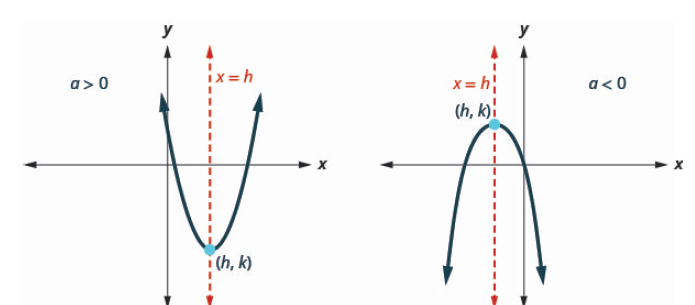 y
a > 0
x = h
x
(h, k)
y
x = h
a < 0
(h, k)
x